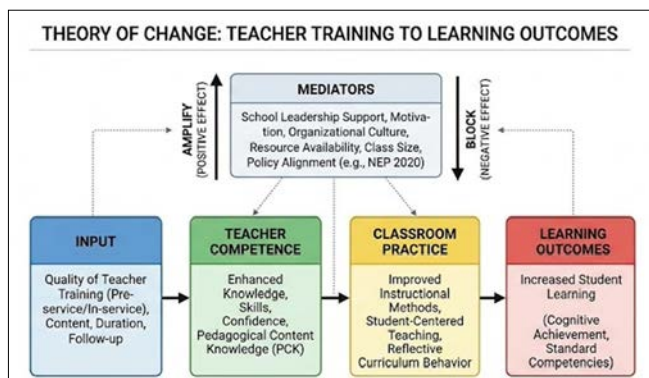 THEORY OF CHANGE: TEACHER TRAINING TO LEARNING OUTCOMES
AMPLIFY
(POSITIVE EFFECT)
MEDIATORS
School Leadership Support, Motiva-
tion, Organizational Culture,
Resource Availability, Class Size,
Policy Alignment (e.g., NEP 2020)
BLOCK
(NEGATIVE EFFECT)
INPUT
Quality of Teacher
Training (Pre-
service/In-service),
Content, Duration,
Follow-up
TEACHER
COMPETENCE
Enhanced
Knowledge,
Skills,
Confidence,
Pedagogical Content
Knowledge (PCK)
CLASSROOM
PRACTICE
Improved
Instructional
Methods,
Student-Centered
Teaching,
Reflective
Curriculum Behavior
LEARNING
OUTCOMES
Increased Student
Learning
(Cognitive
Achievement,
Standard
Competencies)